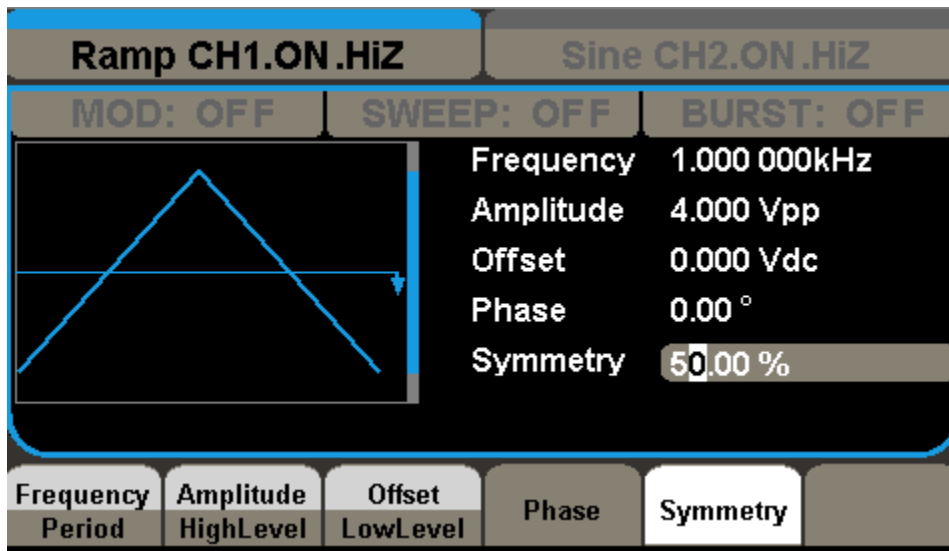 Ramp CH1.ON.HiZ Sine CH2.ON.HiZ
MOD: OFF SWEEP: OFF BURST: OFF
Frequency 1.000 000kHz
Amplitude 4.000 Vpp
Offset 0.000 Vdc
Phase 0.00 °
Symmetry 50.00 %
Frequency Amplitude Offset Phase Symmetry
Period HighLevel LowLevel